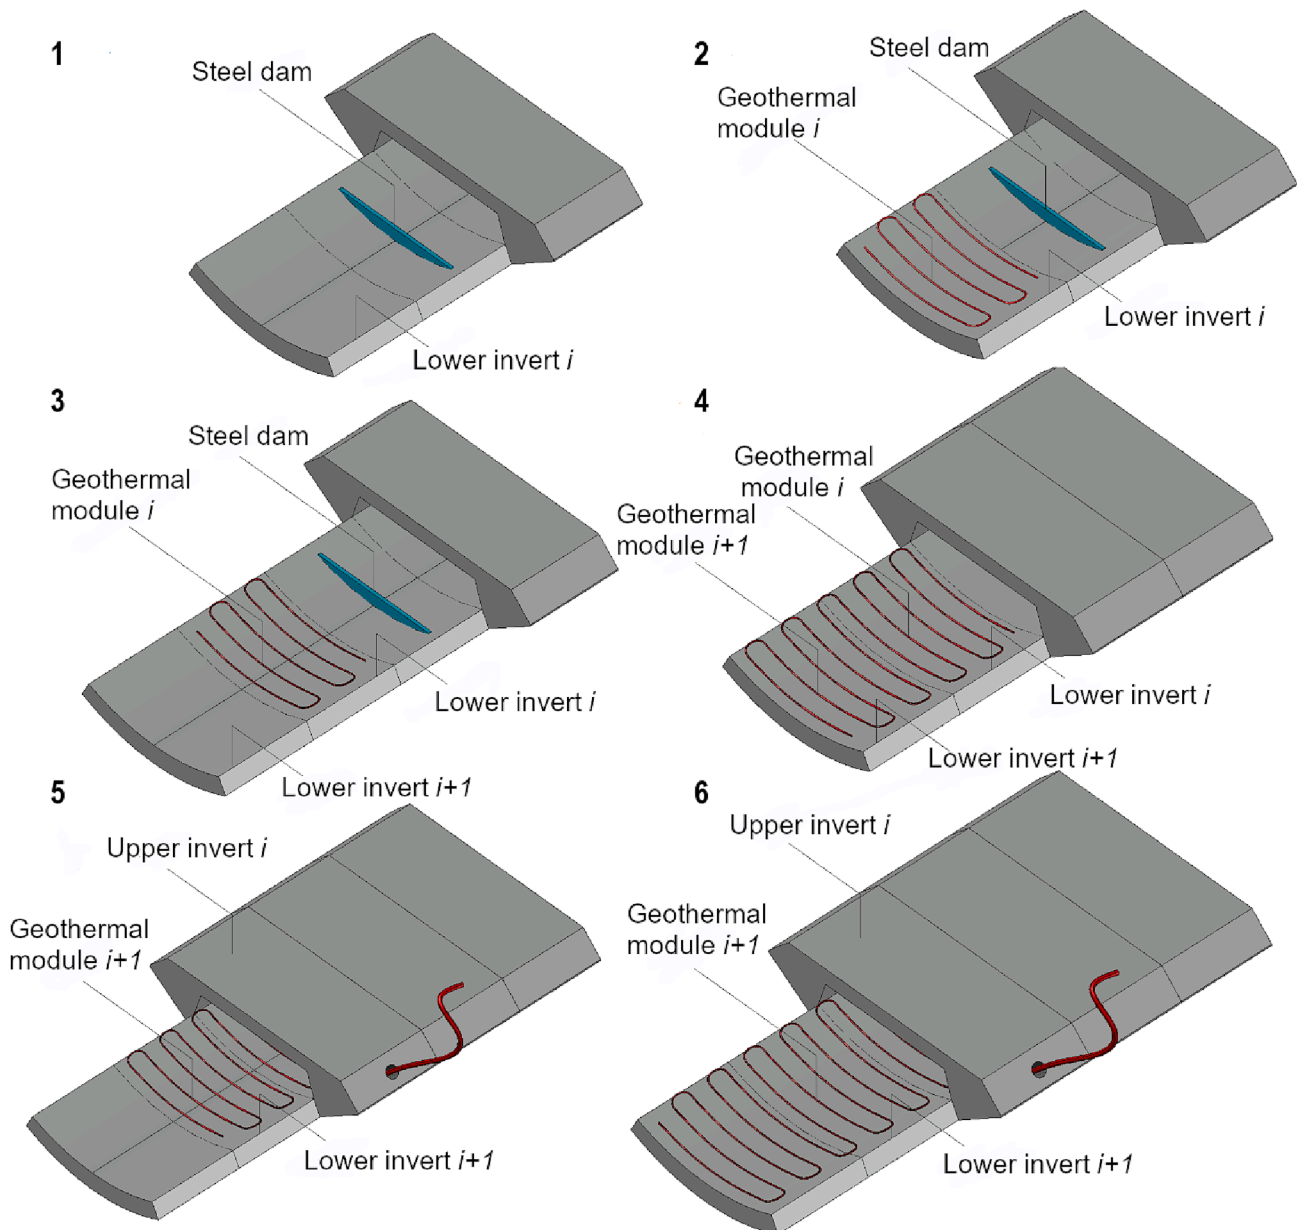 1
Steel dam
Lower invert i
2
Steel dam
Geothermal
module i
Lower invert i
3
Steel dam
Geothermal
module i
Lower invert i
Lower invert i+1
4
Geothermal
module i
Geothermal
module i+1
Lower invert i
Lower invert i+1
5
Upper invert i
Geothermal
module i+1
Lower invert i+1
6
Upper invert i
Geothermal
module i+1
Lower invert i+1